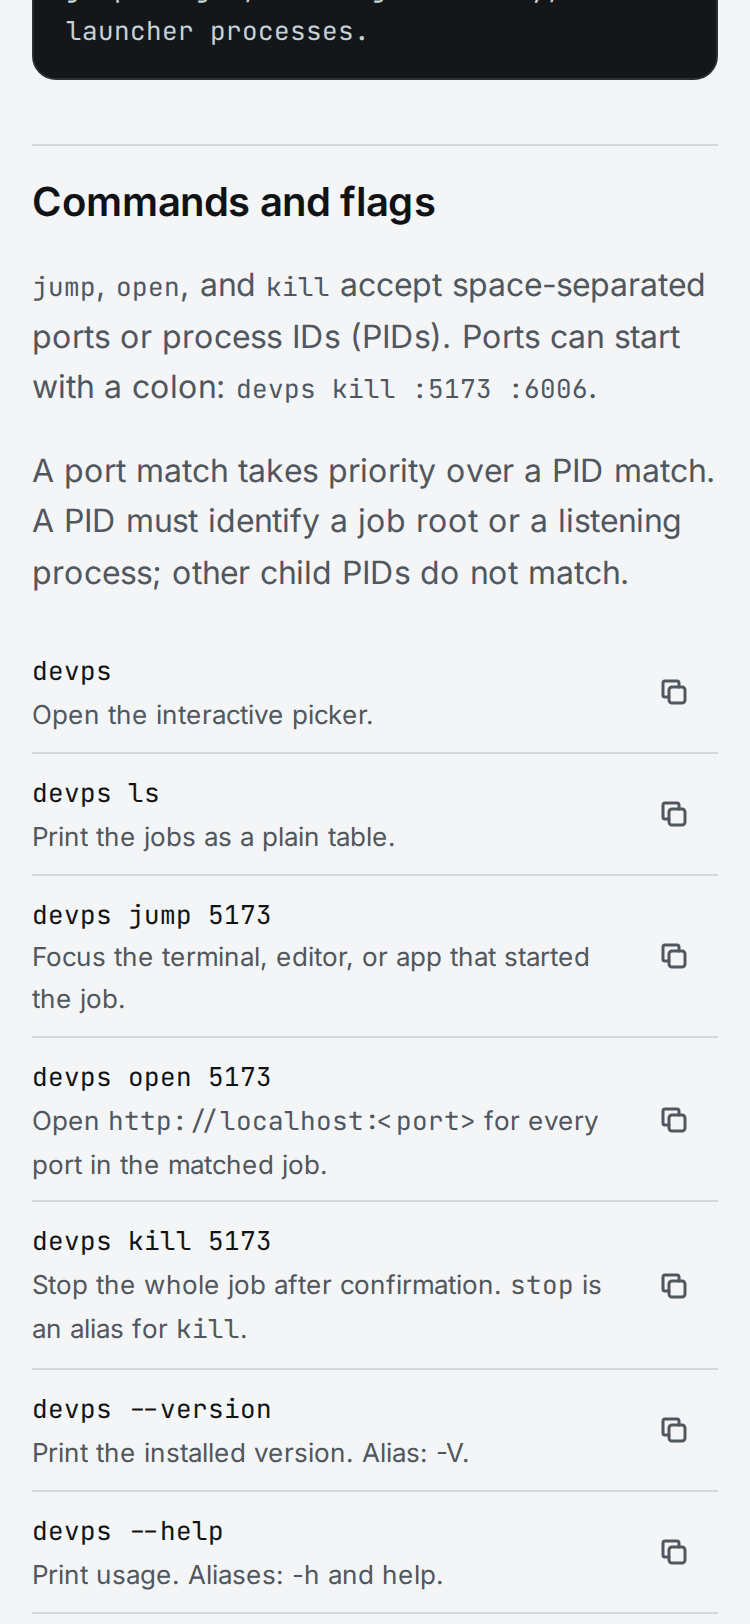 launcher processes.
Commands and flags
jump, open, and kill accept space-separated
ports or process IDs (PIDs). Ports can start
with a colon: devps kill :5173 :6006.
A port match takes priority over a PID match.
A PID must identify a job root or a listening
process; other child PIDs do not match.
devps
Open the interactive picker.
devps ls
Print the jobs as a plain table.
devps jump 5173
Focus the terminal, editor, or app that started
the job.
devps open 5173
Open http://localhost:<port> for every
port in the matched job.
devps kill 5173
Stop the whole job after confirmation. stop is
an alias for kill.
devps --version
Print the installed version. Alias: -V.
devps --help
Print usage. Aliases: -h and help.